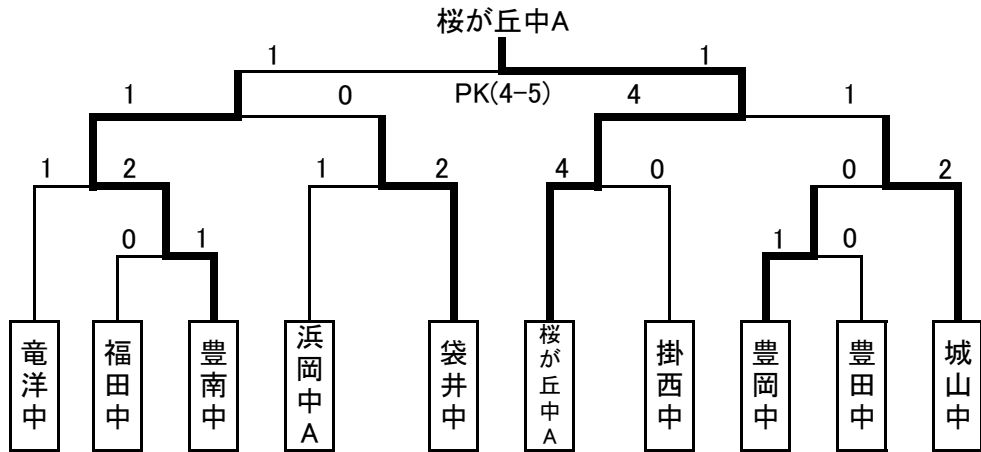 桜が丘中A
1 1
1 0 PK(4-5) 4 1
1 2 1 2 4 0 0 2
0 1 1 0
竜洋中
福田中
豊南中
浜岡中A
袋井中
桜が丘中A
掛西中
豊岡中
豊田中
城山中